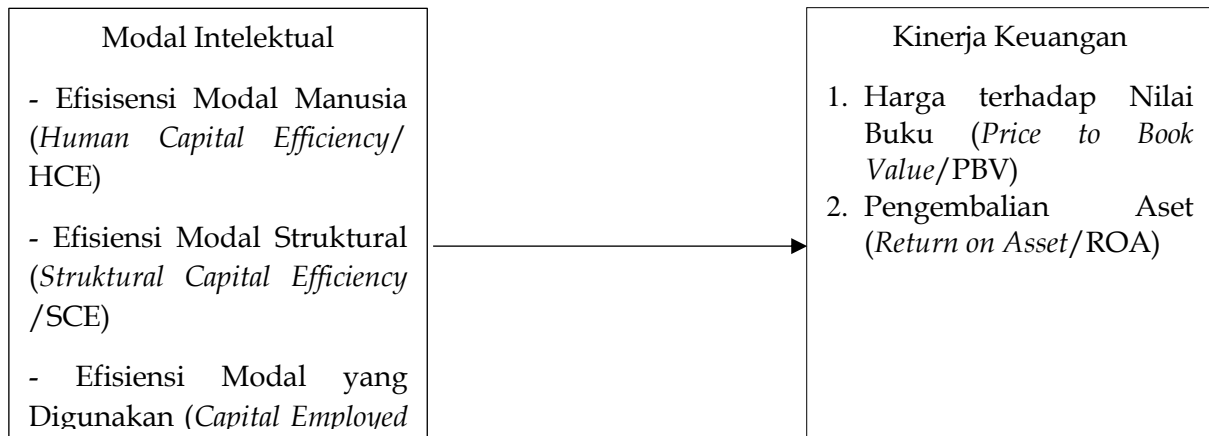 Modal Intelektual
- Efisisensi Modal Manusia
(Human Capital Efficiency/
HCE)
- Efisiensi Modal Struktural
(Struktural Capital Efficiency
/SCE)
- Efisiensi Modal yang
Digunakan (Capital Employed
Kinerja Keuangan
1. Harga terhadap Nilai
Buku (Price to Book
Value/PBV)
2. Pengembalian Aset
(Return on Asset/ROA)